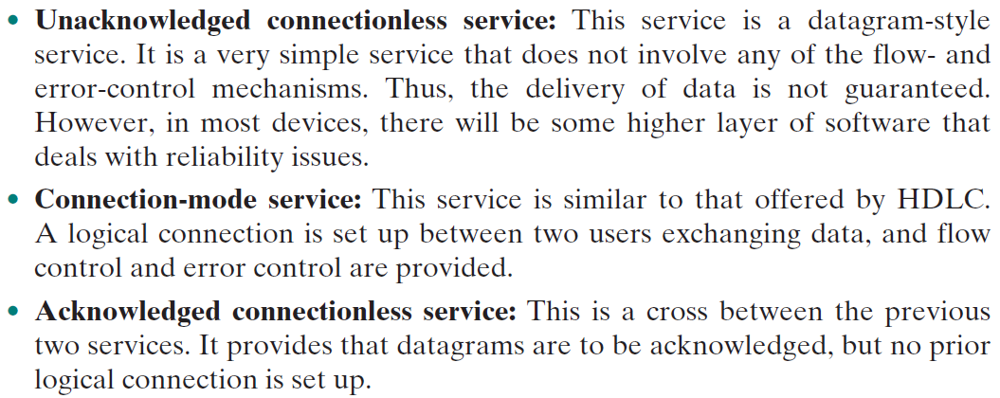 • Unacknowledged connectionless service: This service is a datagram-style
service. It is a very simple service that does not involve any of the flow- and
error-control mechanisms. Thus, the delivery of data is not guaranteed.
However, in most devices, there will be some higher layer of software that
deals with reliability issues.
• Connection-mode service: This service is similar to that offered by HDLC.
A logical connection is set up between two users exchanging data, and flow
control and error control are provided.
• Acknowledged connectionless service: This is a cross between the previous
two services. It provides that datagrams are to be acknowledged, but no prior
logical connection is set up.